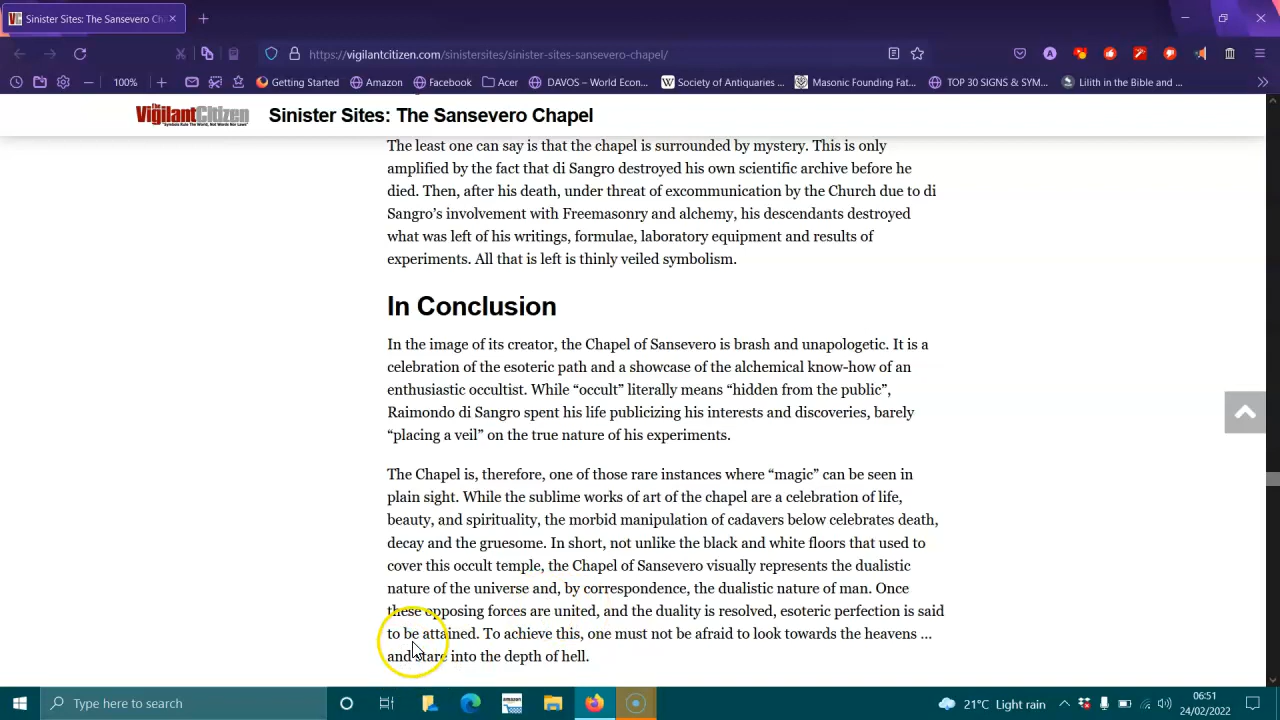 Sinister Sites: The Sansevero Ch
https://vigilantcitizen.com/sinistersites/sinister-sites-sansevero-chapel/
100%
Getting Started
Amazon
Facebook
Acer
DAVOS – World Econ...
Society of Antiquaries ...
Masonic Founding Fat...
TOP 30 SIGNS & SYM...
Lilith in the Bible and ...
The VigilantCitizen
"Symbols Rule The World, Not Words Nor Laws"
Sinister Sites: The Sansevero Chapel
The least one can say is that the chapel is surrounded by mystery. This is only
amplified by the fact that di Sangro destroyed his own scientific archive before he
died. Then, after his death, under threat of excommunication by the Church due to di
Sangro's involvement with Freemasonry and alchemy, his descendants destroyed
what was left of his writings, formulae, laboratory equipment and results of
experiments. All that is left is thinly veiled symbolism.
In Conclusion
In the image of its creator, the Chapel of Sansevero is brash and unapologetic. It is a
celebration of the esoteric path and a showcase of the alchemical know-how of an
enthusiastic occultist. While “occult” literally means “hidden from the public”,
Raimondo di Sangro spent his life publicizing his interests and discoveries, barely
“placing a veil” on the true nature of his experiments.
The Chapel is, therefore, one of those rare instances where “magic” can be seen in
plain sight. While the sublime works of art of the chapel are a celebration of life,
beauty, and spirituality, the morbid manipulation of cadavers below celebrates death,
decay and the gruesome. In short, not unlike the black and white floors that used to
cover this occult temple, the Chapel of Sansevero visually represents the dualistic
nature of the universe and, by correspondence, the dualistic nature of man. Once
these opposing forces are united, and the duality is resolved, esoteric perfection is said
to be attained. To achieve this, one must not be afraid to look towards the heavens ...
and stare into the depth of hell.
Type here to search
21°C Light rain
06:51
24/02/2022